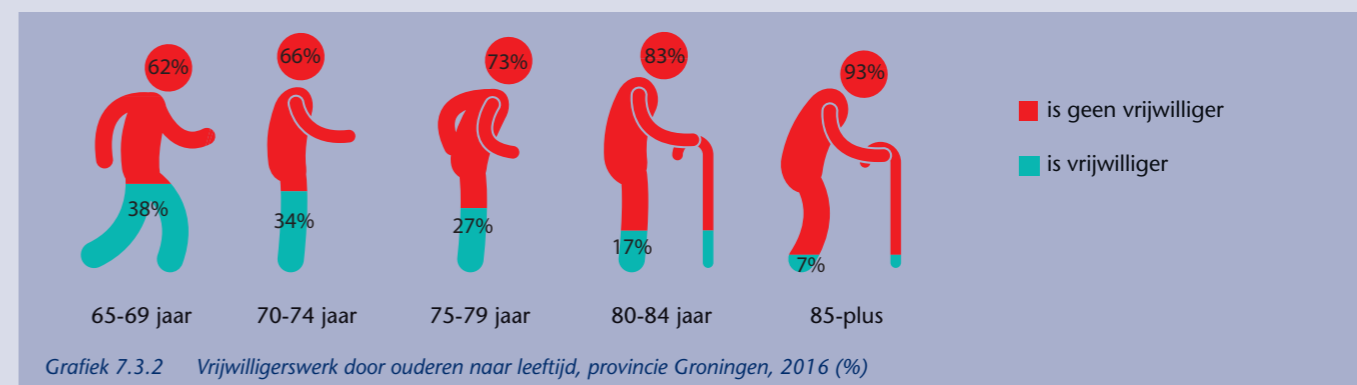 62%
66%
73%
83%
93%
is geen vrijwilliger
is vrijwilliger
38%
34%
27%
17%
7%
65-69 jaar
70-74 jaar
75-79 jaar
80-84 jaar
85-plus
Grafiek 7.3.2 Vrijwilligerswerk door ouderen naar leeftijd, provincie Groningen, 2016 (%)